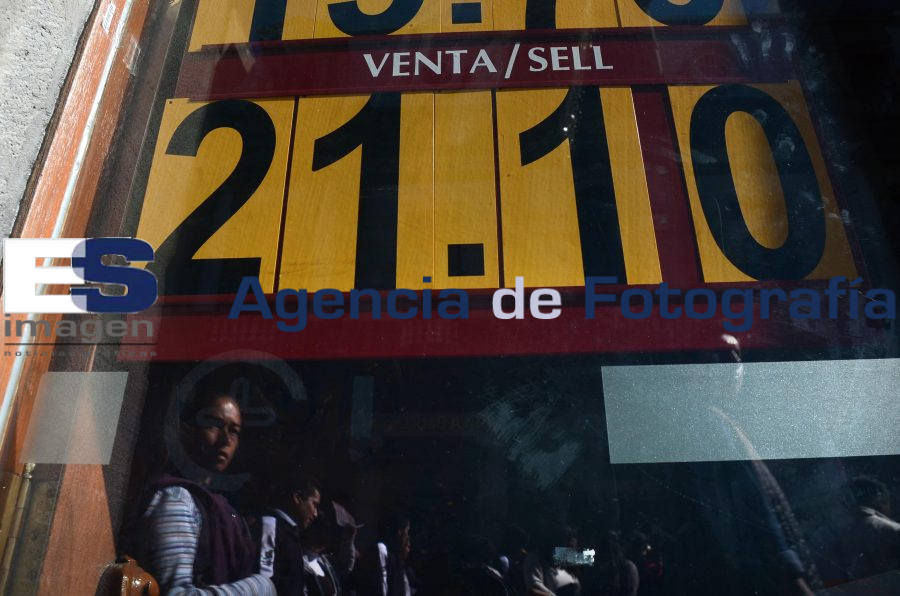 VENTA/SELL
21.10
ES
imagen
Agencia de Fotografía